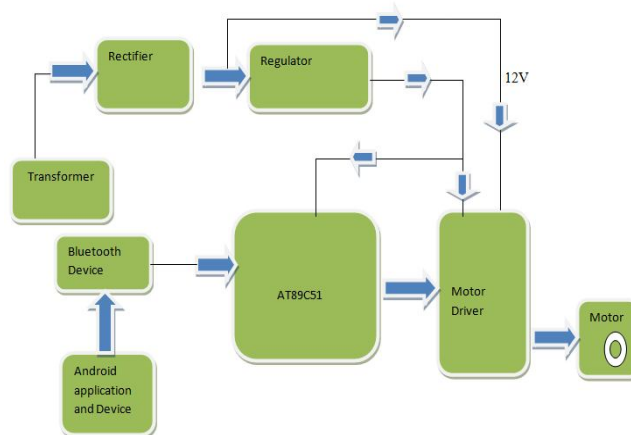 Rectifier
Regulator
12V
Transformer
Bluetooth
Device
AT89C51
Motor
Driver
Motor
Android
application
and Device